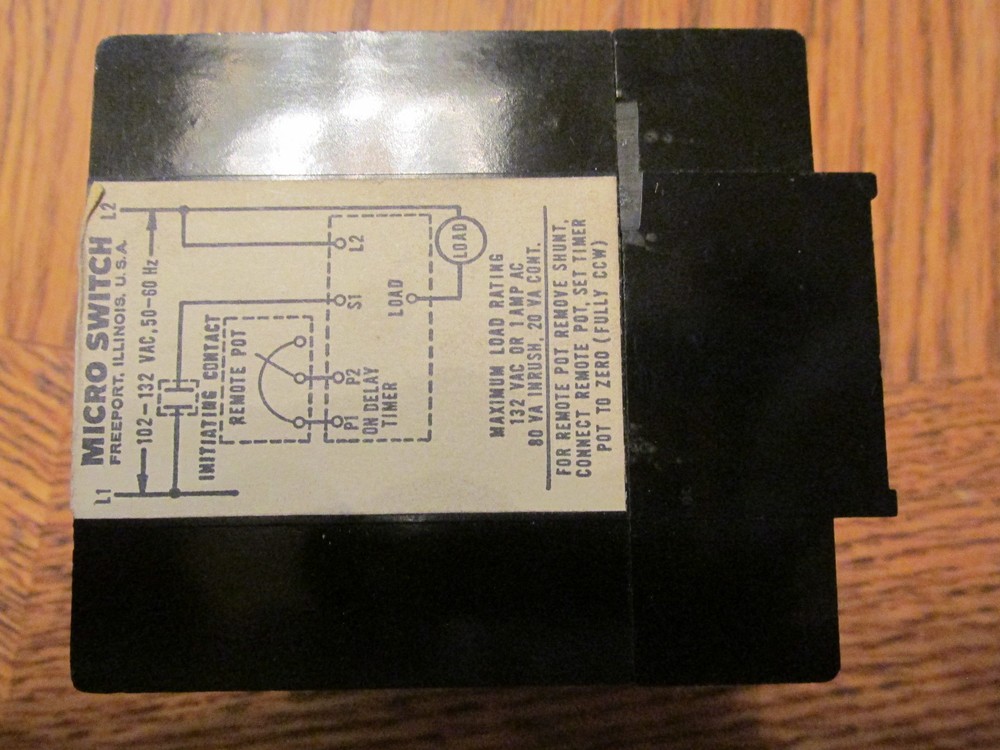 MICRO SWITCH
FREEPORT, ILLINOIS, U.S.A.
L1
102-132 VAC, 50-60 Hz
L2
INITIATING CONTACT
REMOTE POT
P1
P2
S1
L2
ON DELAY
TIMER
LOAD
LOAD
MAXIMUM LOAD RATING
132 VAC OR 1 AMP AC
80 VA INRUSH, 20 VA CONT.
FOR REMOTE POT REMOVE SHUNT,
CONNECT REMOTE POT, SET TIMER
POT TO ZERO (FULLY CCW)